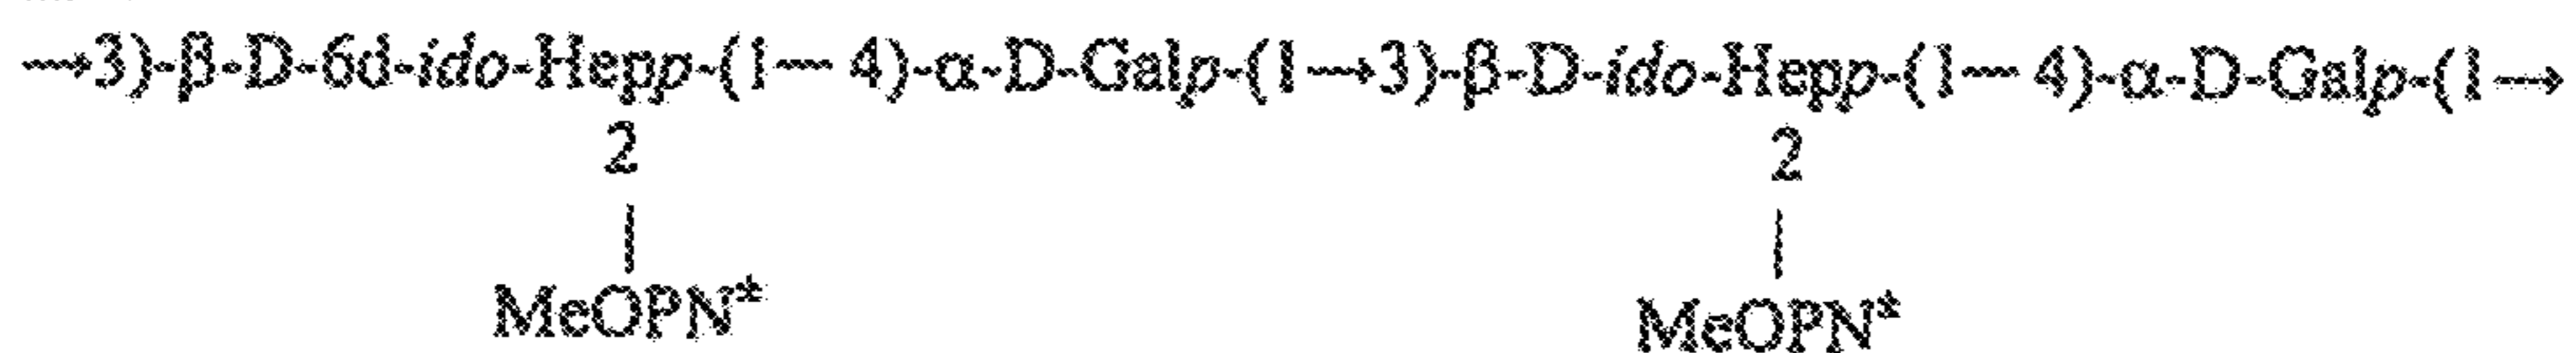 →3)-β-D-6d-ido-Hepp-(1— 4)-α-D-Galp-(1→3)-β-D-ido-Hepp-(1— 4)-α-D-Galp-(1→
2 2
| |
MeOPN± MeOPN±